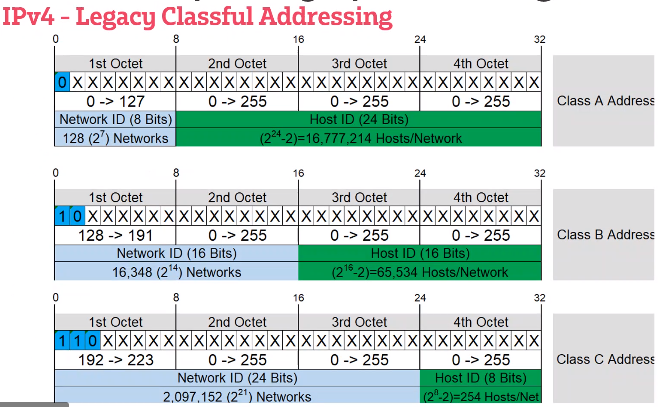 IPv4 - Legacy Classful Addressing
0 8 16 24 32
1st Octet 2nd Octet 3rd Octet 4th Octet
0 X X X X X X X X X X X X X X X X X X X X X X X X X X X X X X X
0 -> 127 0 -> 255 0 -> 255 0 -> 255
Class A Address
Network ID (8 Bits) Host ID (24 Bits)
128 (2⁷) Networks (2²⁴-2)=16,777,214 Hosts/Network
0 8 16 24 32
1st Octet 2nd Octet 3rd Octet 4th Octet
1 0 X X X X X X X X X X X X X X X X X X X X X X X X X X X X X X
128 -> 191 0 -> 255 0 -> 255 0 -> 255
Class B Address
Network ID (16 Bits) Host ID (16 Bits)
16,348 (2¹⁴) Networks (2¹⁶-2)=65,534 Hosts/Network
0 8 16 24 32
1st Octet 2nd Octet 3rd Octet 4th Octet
1 1 0 X X X X X X X X X X X X X X X X X X X X X X X X X X X X X
192 -> 223 0 -> 255 0 -> 255 0 -> 255
Class C Address
Network ID (24 Bits) Host ID (8 Bits)
2,097,152 (2²¹) Networks (2⁸-2)=254 Hosts/Net